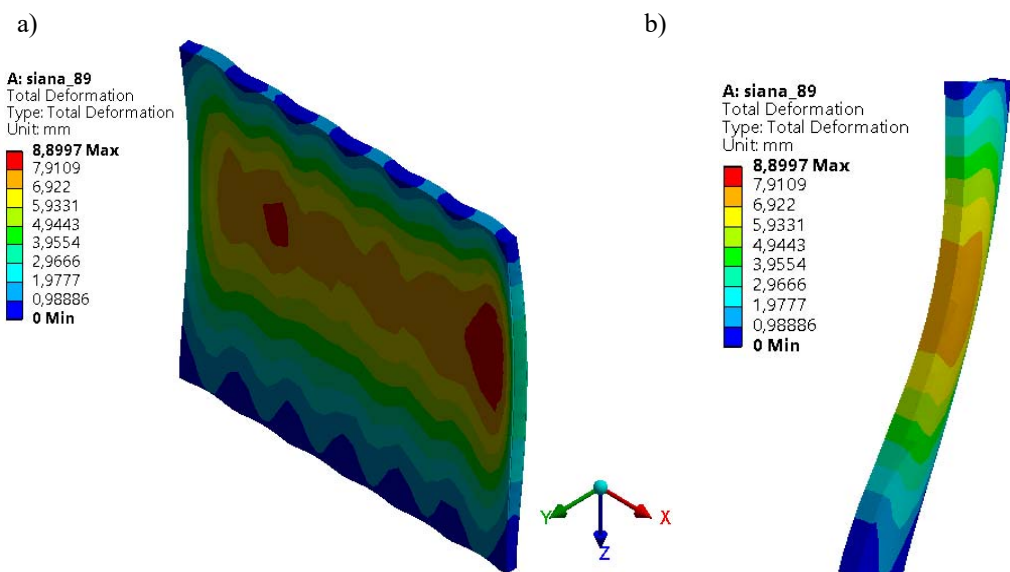 a)
A: siana_89
Total Deformation
Type: Total Deformation
Unit: mm
8,8997 Max
7,9109
6,922
5,9331
4,9443
3,9554
2,9666
1,9777
0,98886
0 Min
Y
X
Z
b)
A: siana_89
Total Deformation
Type: Total Deformation
Unit: mm
8,8997 Max
7,9109
6,922
5,9331
4,9443
3,9554
2,9666
1,9777
0,98886
0 Min